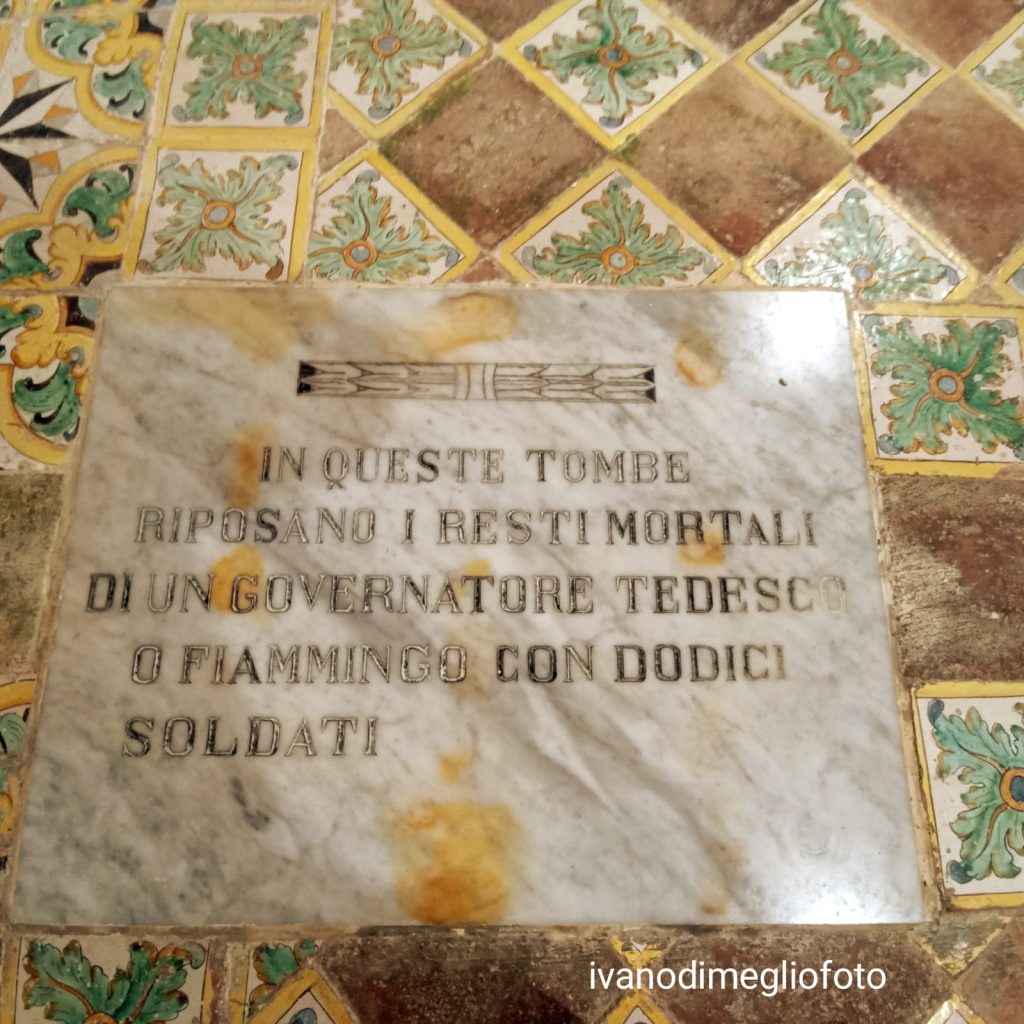 IN QUESTE TOMBE
RIPOSANO I RESTI MORTALI
DI UN GOVERNATORE TEDESCO
O FIAMMINGO CON DODICI
SOLDATI
ivanodimegliofoto